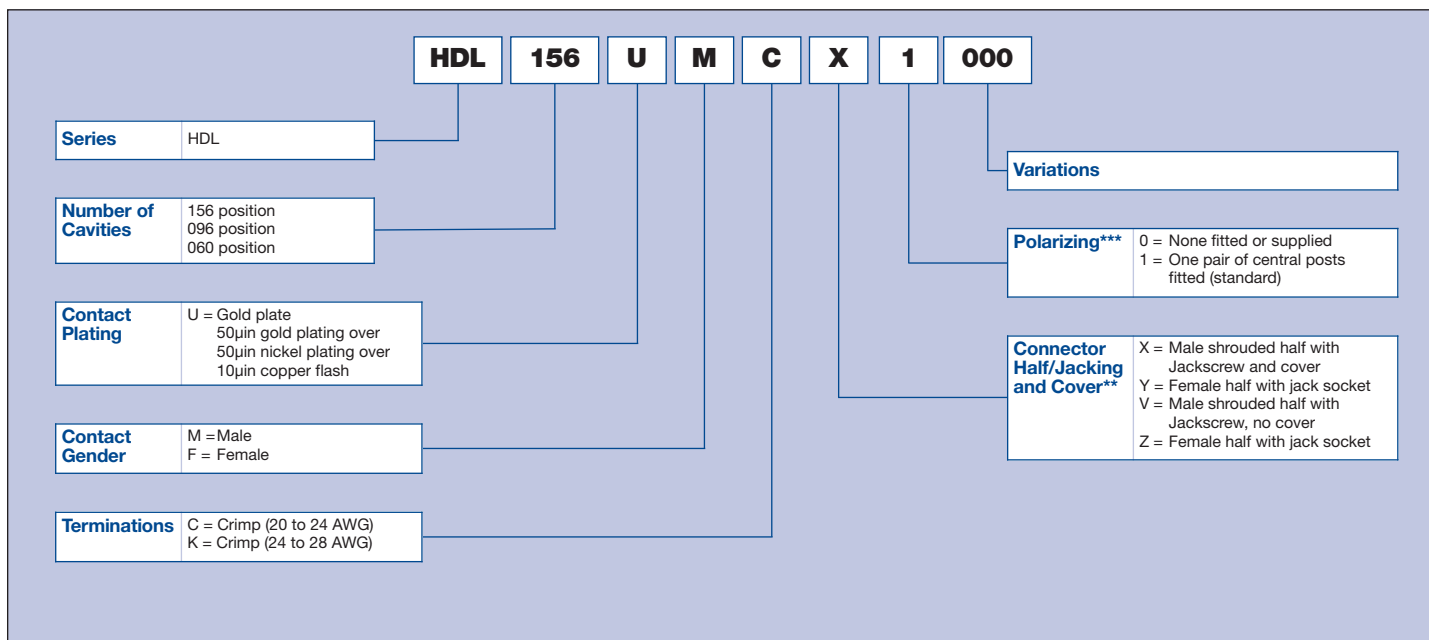 HDL 156 U M C X 1 000
Series HDL
Number of Cavities
156 position
096 position
060 position
Contact Plating
U = Gold plate
50µin gold plating over
50µin nickel plating over
10µin copper flash
Contact Gender
M =Male
F = Female
Terminations
C = Crimp (20 to 24 AWG)
K = Crimp (24 to 28 AWG)
Variations
Polarizing***
0 = None fitted or supplied
1 = One pair of central posts
fitted (standard)
Connector
Half/Jacking
and Cover**
X = Male shrouded half with
Jackscrew and cover
Y = Female half with jack socket
V = Male shrouded half with
Jackscrew, no cover
Z = Female half with jack socket